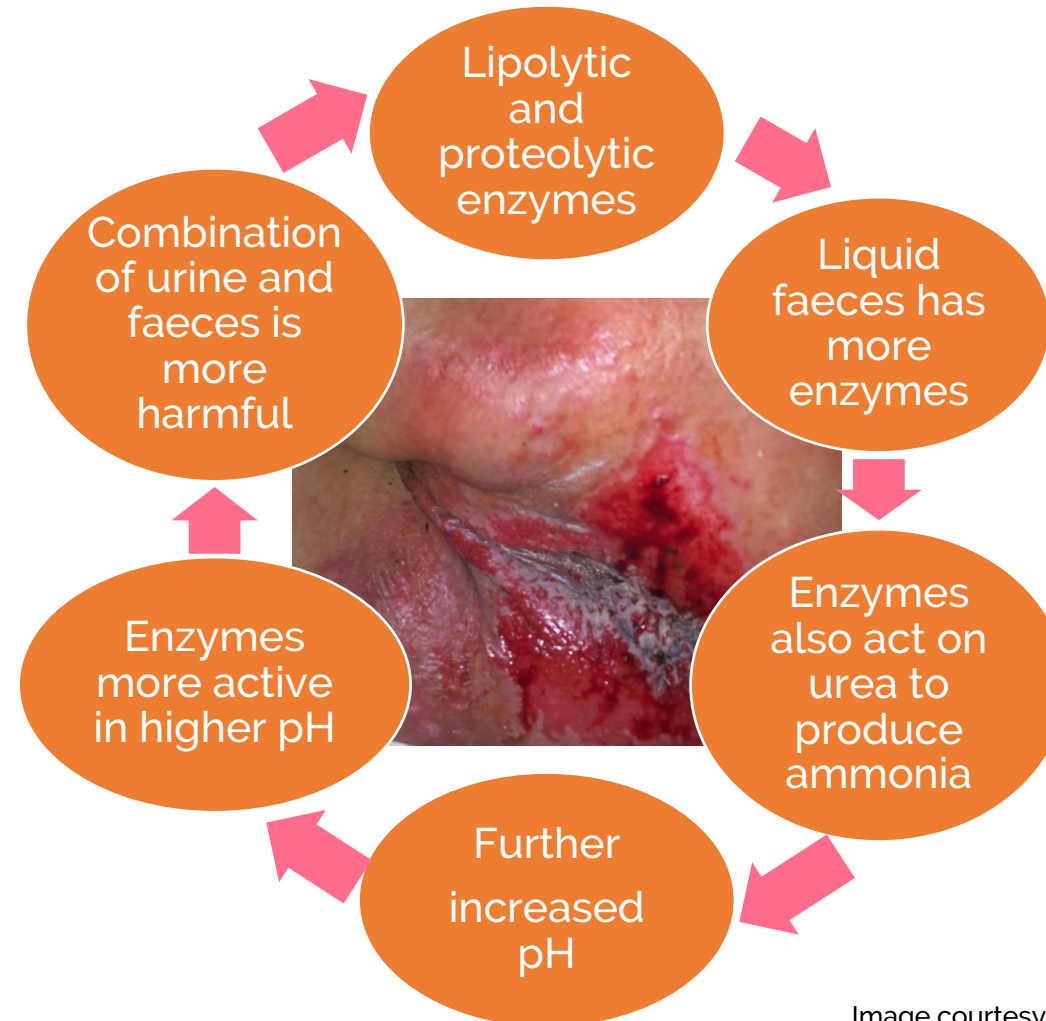 Lipolytic
and
proteolytic
enzymes
Liquid
faeces has
more
enzymes
Enzymes
also act on
urea to
produce
ammonia
Further
increased
pH
Enzymes
more active
in higher pH
Combination
of urine and
faeces is
more
harmful
Image courtesy